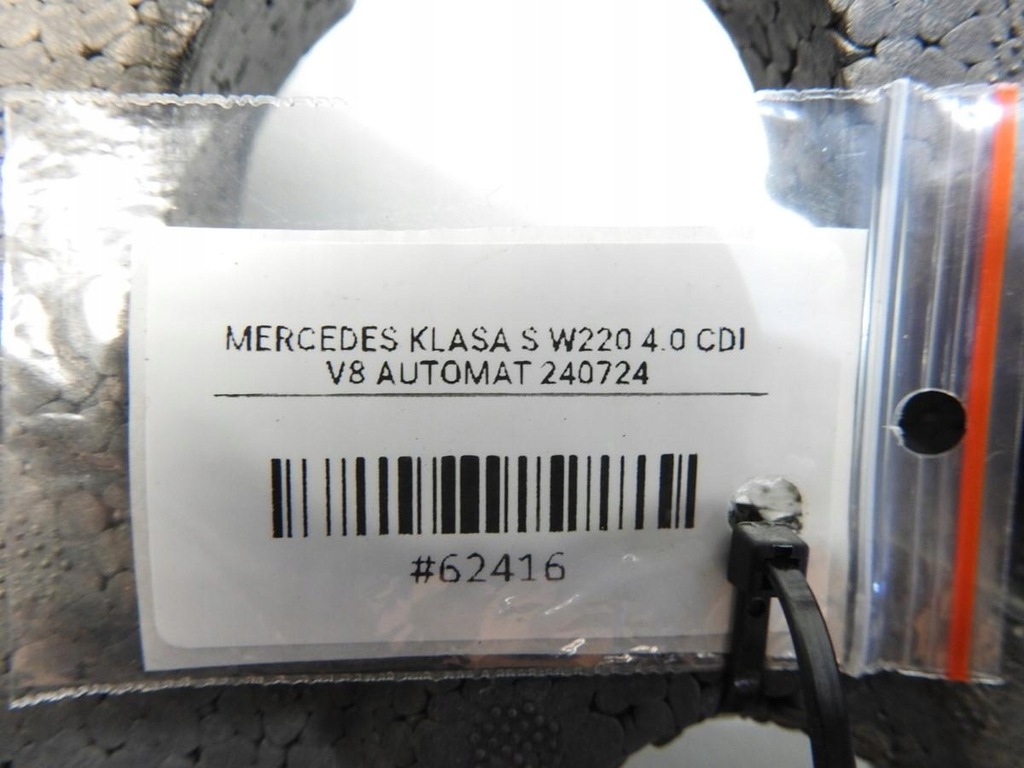 MERCEDES KLASA S W220 4.0 CDI
V8 AUTOMAT 240724
#62416